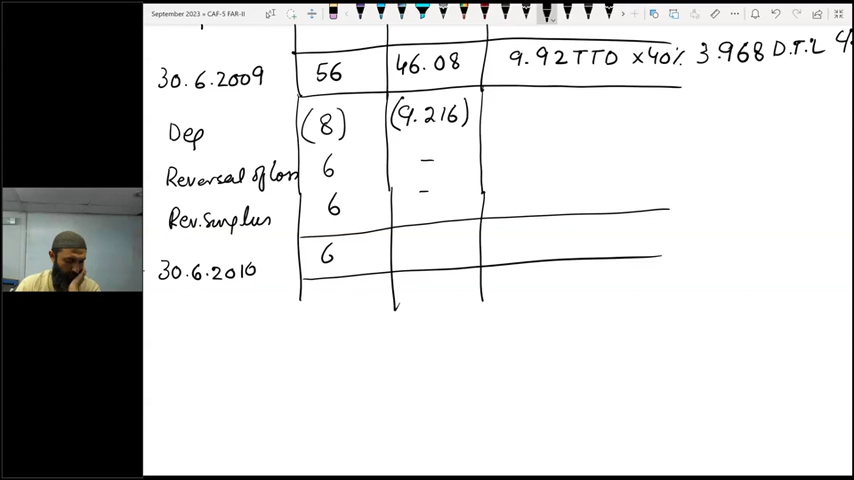 September 2023 » CAF-5 FAR-II
30.6.2009 56 46.08 9.92 TTD x 40% 3.968 D.T.L 4
Dep (8) (9.216)
Reversal of loss 6 -
Rev. Surplus 6 -
30.6.2010 6